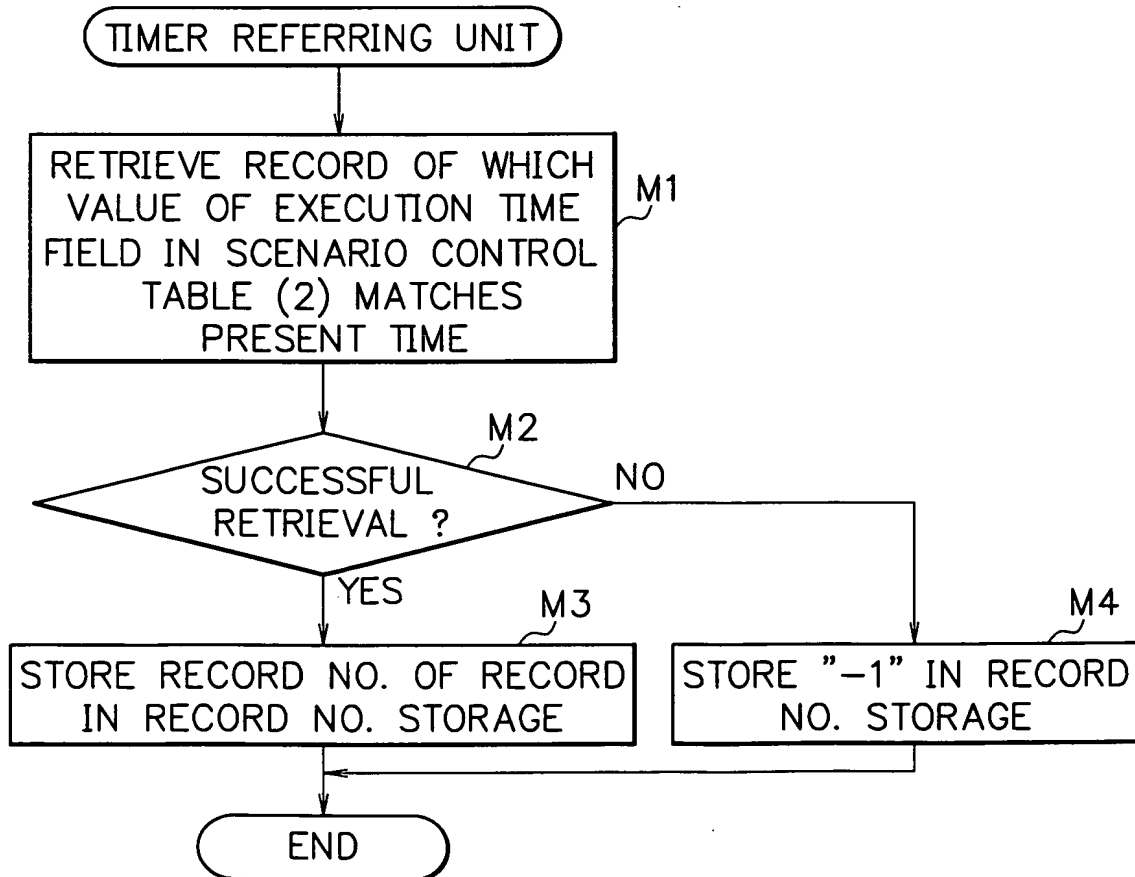 TIMER REFERRING UNIT
RETRIEVE RECORD OF WHICH
VALUE OF EXECUTION TIME
FIELD IN SCENARIO CONTROL
TABLE (2) MATCHES
PRESENT TIME
M1
M2
SUCCESSFUL
RETRIEVAL ?
NO
YES
M3
STORE RECORD NO. OF RECORD
IN RECORD NO. STORAGE
M4
STORE "-1" IN RECORD
NO. STORAGE
END